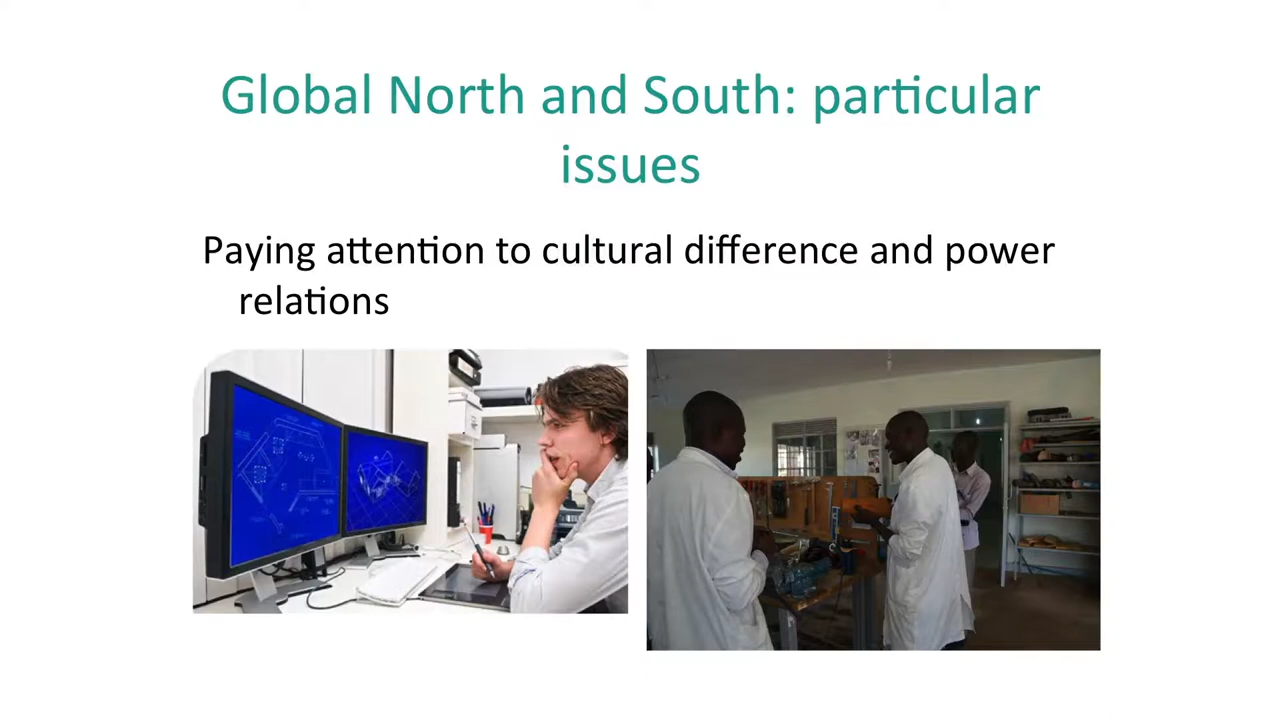 Global North and South: particular
issues
Paying attention to cultural difference and power
relations